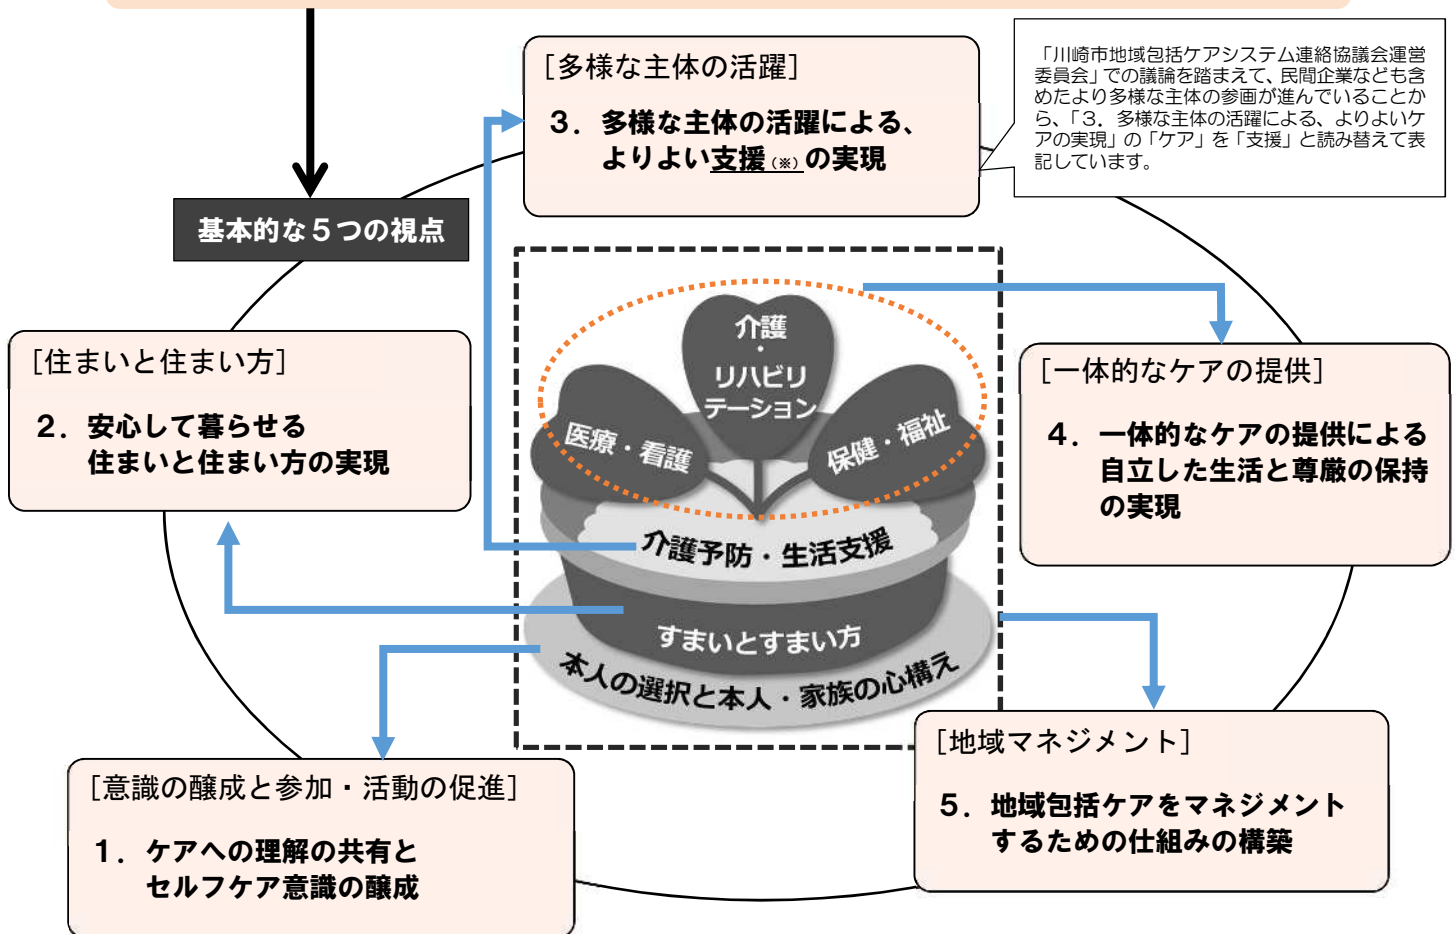 ［多様な主体の活躍］
３．多様な主体の活躍による、
よりよい支援（※）の実現
「川崎市地域包括ケアシステム連絡協議会運営
委員会」での議論を踏まえて、民間企業なども含
めたより多様な主体の参画が進んでいることか
ら、「３．多様な主体の活躍による、よりよいケ
アの実現」の「ケア」を「支援」と読み替えて表
記しています。
基本的な５つの視点
［住まいと住まい方］
２．安心して暮らせる
住まいと住まい方の実現
介護
・
リハビリ
テーション
医療・看護
保健・福祉
介護予防・生活支援
すまいとすまい方
本人の選択と本人・家族の心構え
［一体的なケアの提供］
４．一体的なケアの提供による
自立した生活と尊厳の保持
の実現
［意識の醸成と参加・活動の促進］
１．ケアへの理解の共有と
セルフケア意識の醸成
［地域マネジメント］
５．地域包括ケアをマネジメント
するための仕組みの構築